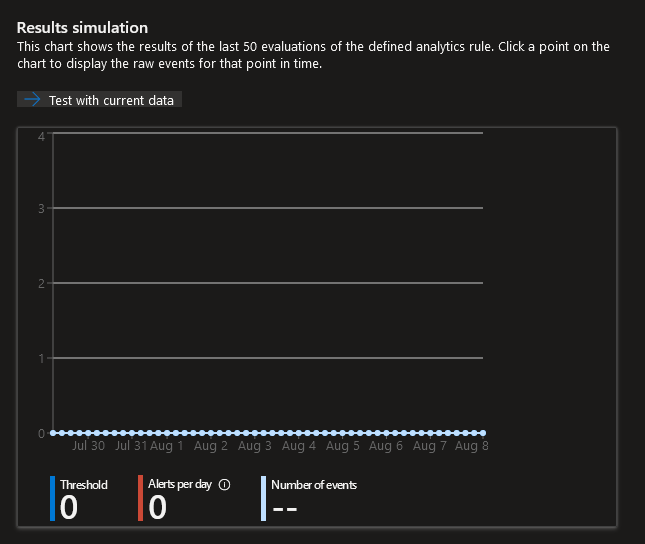 Results simulation
This chart shows the results of the last 50 evaluations of the defined analytics rule. Click a point on the
chart to display the raw events for that point in time.
Test with current data
4
3
2
1
0
Jul 30 Jul 31 Aug 1 Aug 2 Aug 3 Aug 4 Aug 5 Aug 6 Aug 7 Aug 8
Threshold Alerts per day Number of events
0 0 --